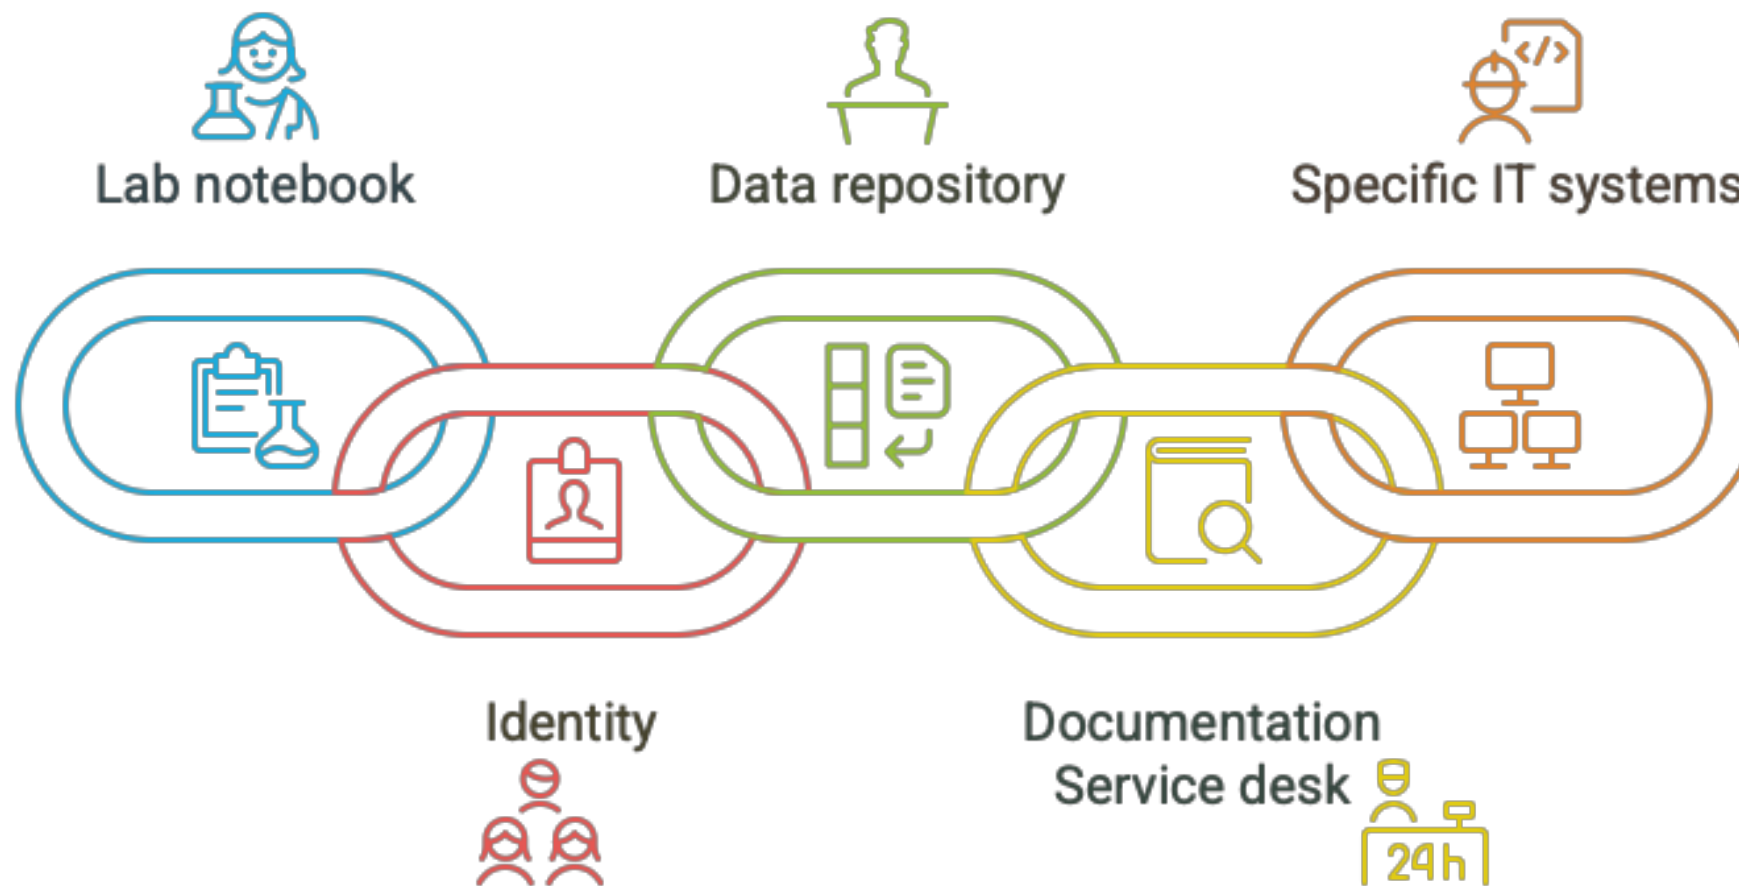 Lab notebook
Data repository
Specific IT systems
</>
Identity
Documentation
Service desk
24h